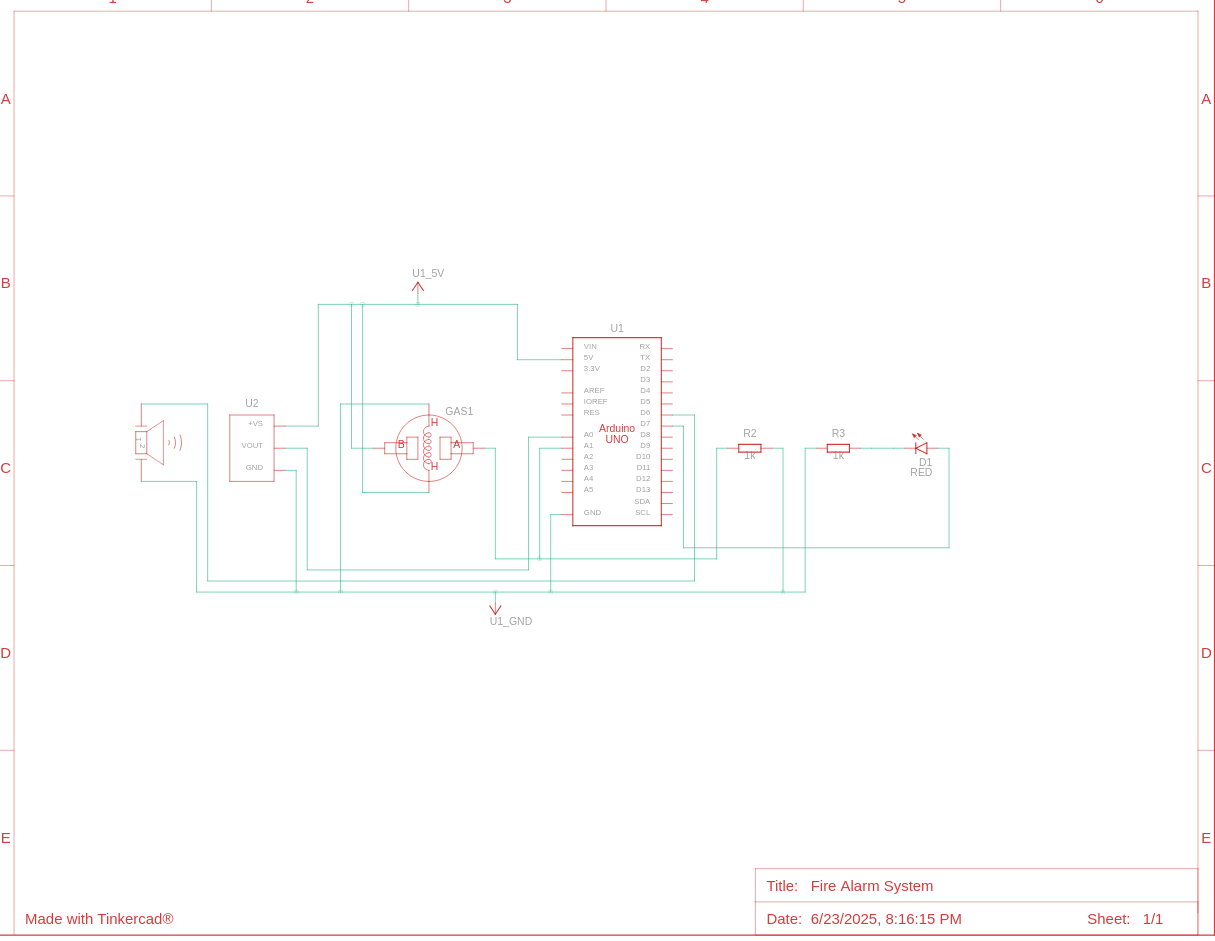 1 2 3 4 5 6
A A
B B
U1_5V
U1
VIN RX
5V TX
3.3V D2
D3
AREF D4
IOREF D5
RES D6
D7
A0 D8
A1 D9
A2 D10
A3 D11
A4 D12
A5 D13
SDA
GND SCL
Arduino
UNO
U2
+VS
VOUT
GND
1 2
GAS1
H
B A
H
R2
1k
R3
1k
D1
RED
C C
D D
U1_GND
E E
Title: Fire Alarm System
Made with Tinkercad®
Date: 6/23/2025, 8:16:15 PM Sheet: 1/1